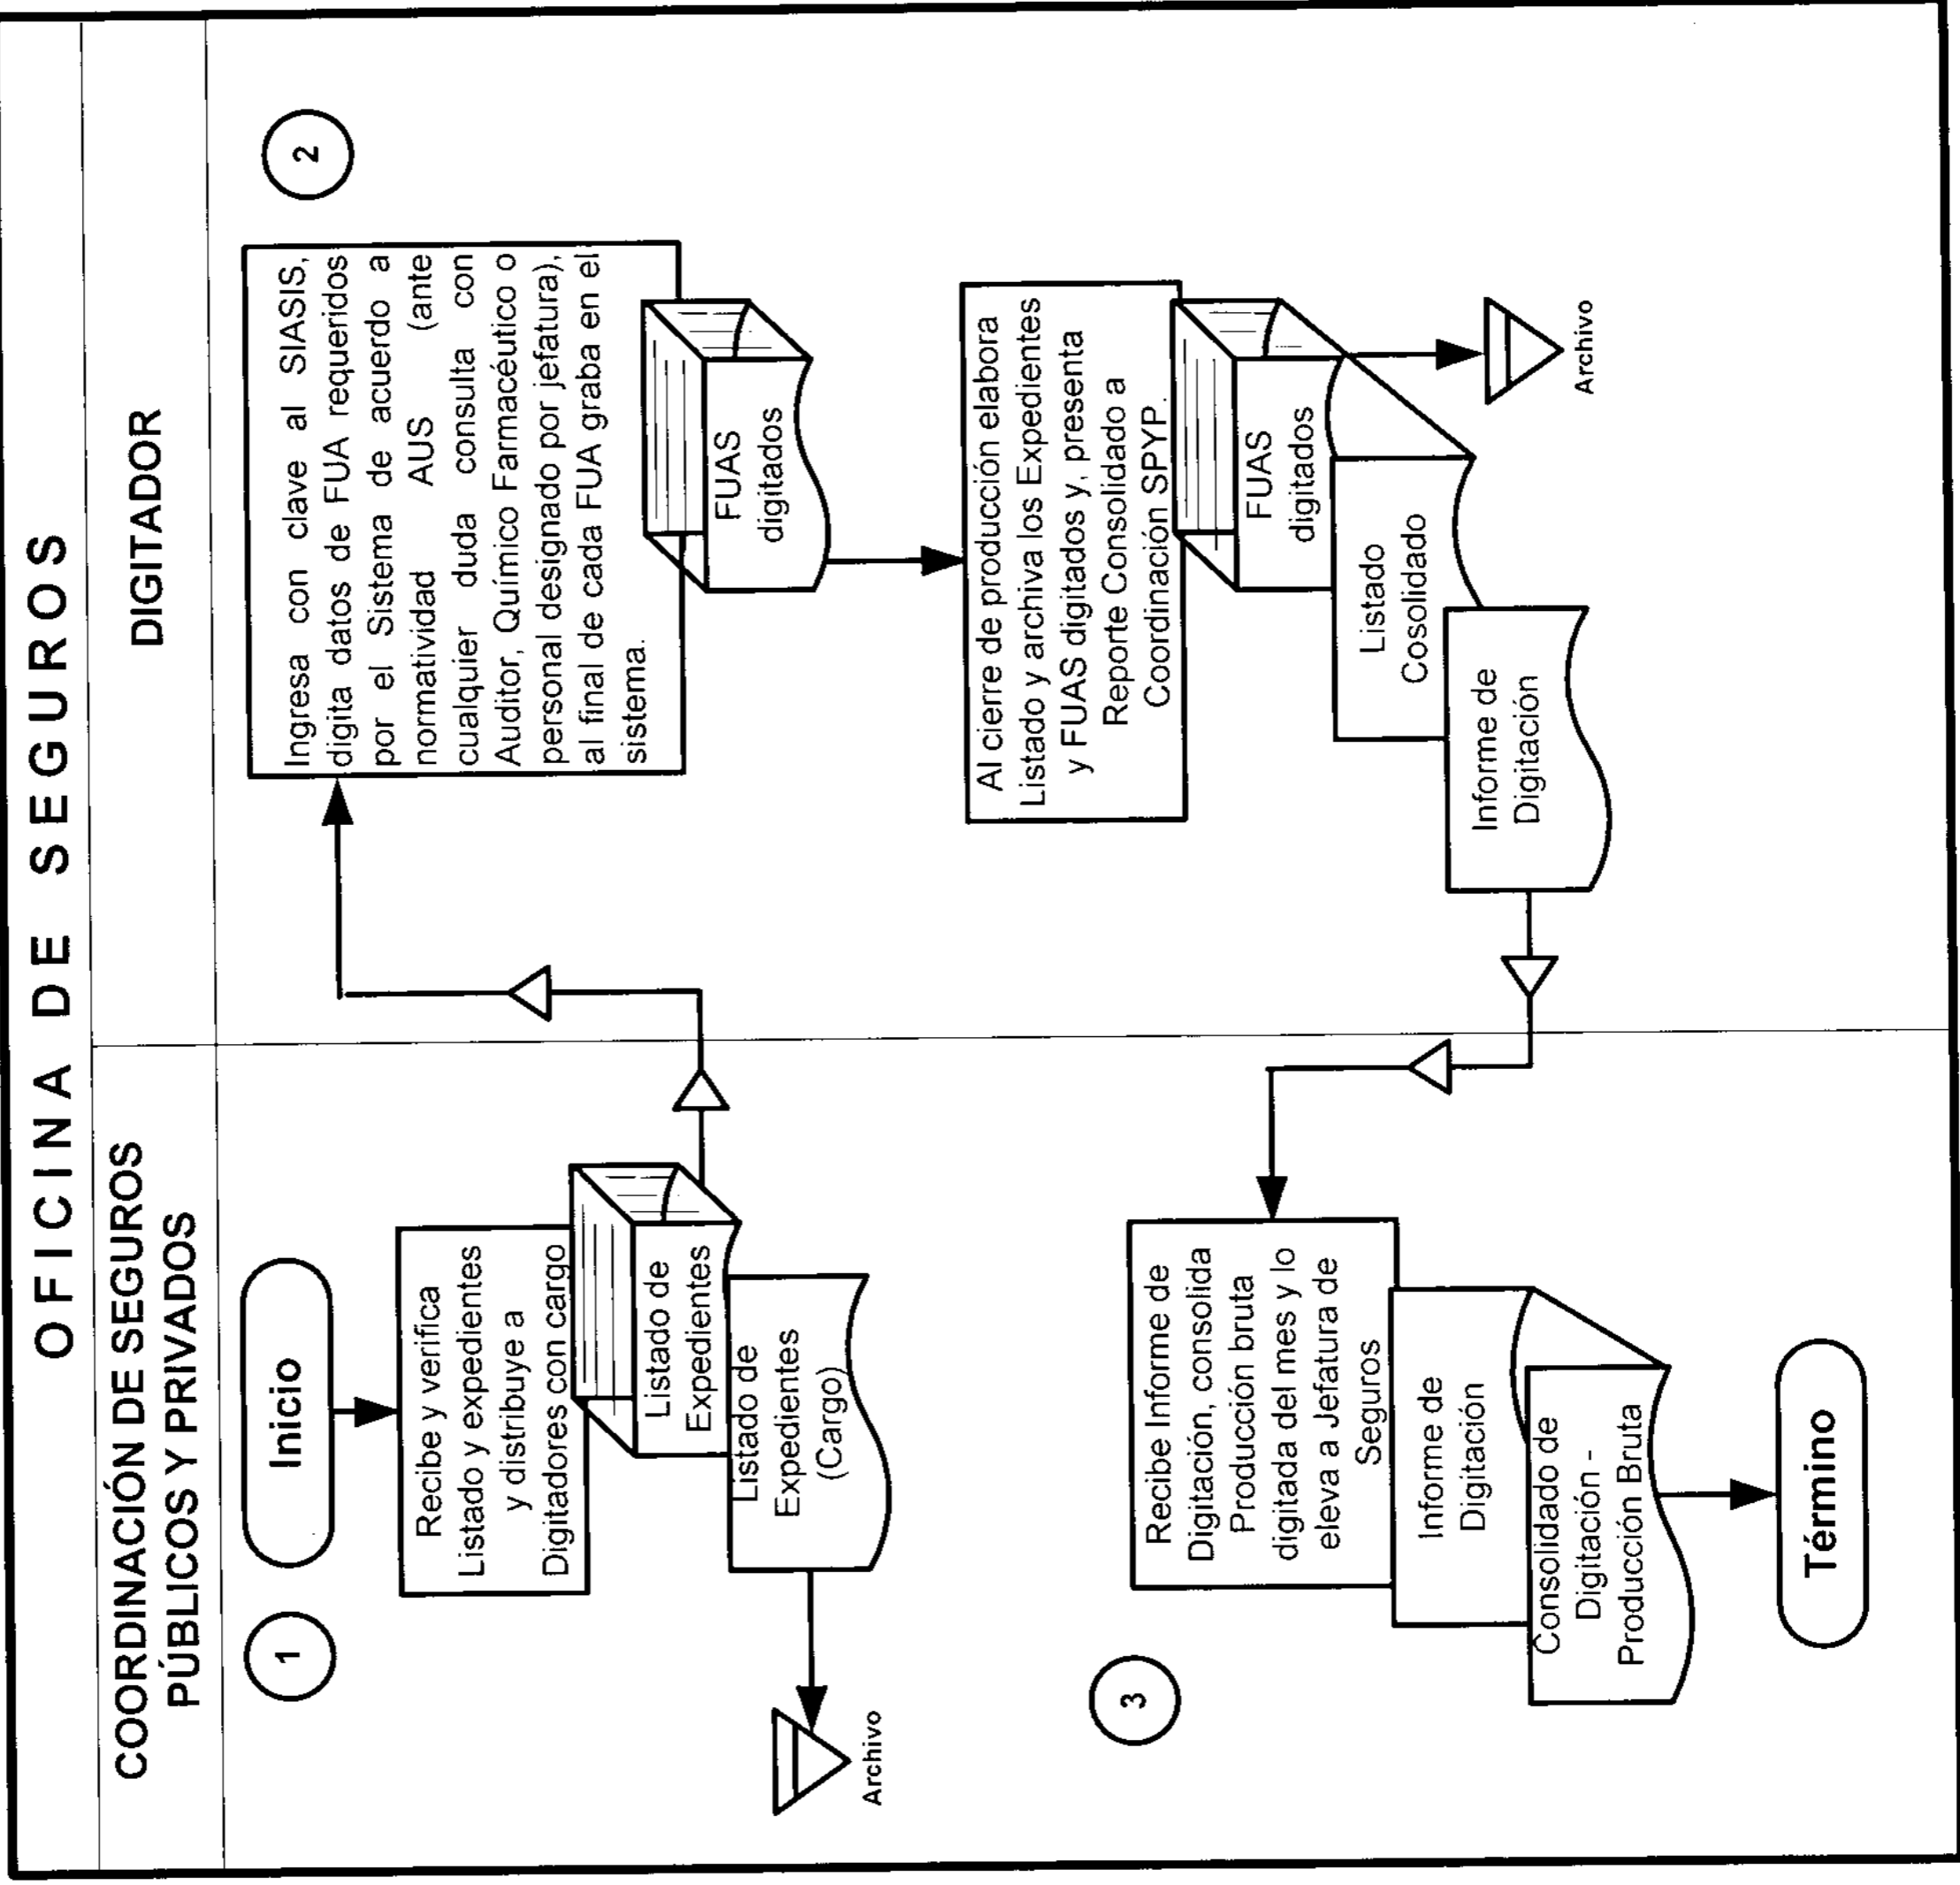 OFICINA DE SEGUROS
COORDINACIÓN DE SEGUROS
PÚBLICOS Y PRIVADOS
DIGITADOR
1
Inicio
Recibe y verifica
Listado y expedientes
y distribuye a
Digitadores con cargo
Listado de
Expedientes
Listado de
Expedientes
(Cargo)
Archivo
2
Ingresa con clave al SIASIS,
digita datos de FUA requeridos
por el Sistema de acuerdo a
normatividad AUS (ante
cualquier duda consulta con
Auditor, Químico Farmacéutico o
personal designado por jefatura),
al final de cada FUA graba en el
sistema.
FUAS
digitados
Al cierre de producción elabora
Listado y archiva los Expedientes
y FUAS digitados y, presenta
Reporte Consolidado a
Coordinación SPYP.
FUAS
digitados
Listado
Cosolidado
Informe de
Digitación
Archivo
3
Recibe Informe de
Digitación, consolida
Producción bruta
digitada del mes y lo
eleva a Jefatura de
Seguros
Informe de
Digitación
Consolidado de
Digitación -
Producción Bruta
Término